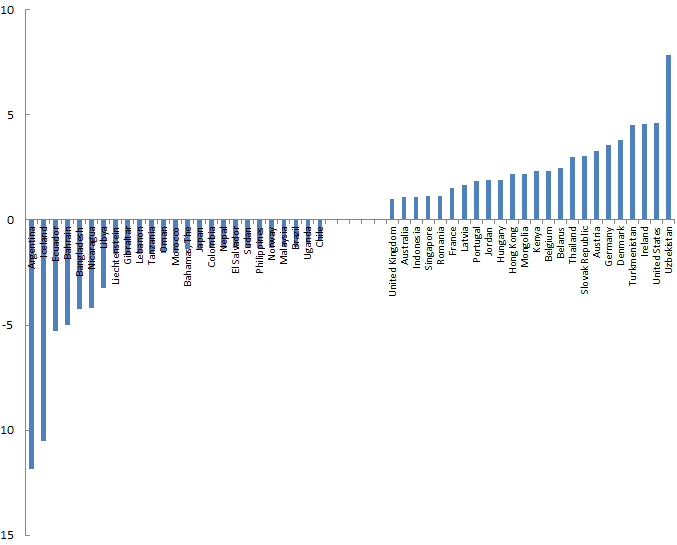 10
5
0
-5
10
15
Argentina
Iceland
Ecuador
Bahrain
Bangladesh
Nicaragua
Libya
Liechtenstein
Gibraltar
Lebanon
Tanzania
Oman
Morocco
Bahamas, The
Japan
Colombia
Nepal
El Salvador
Sudan
Philippines
Norway
Malaysia
Brazil
Uganda
Chile
United Kingdom
Australia
Indonesia
Singapore
Romania
France
Latvia
Portugal
Jordan
Hungary
Hong Kong
Mongolia
Kenya
Belgium
Belarus
Thailand
Slovak Republic
Austria
Germany
Denmark
Turkmenistan
Ireland
United States
Uzbekistan